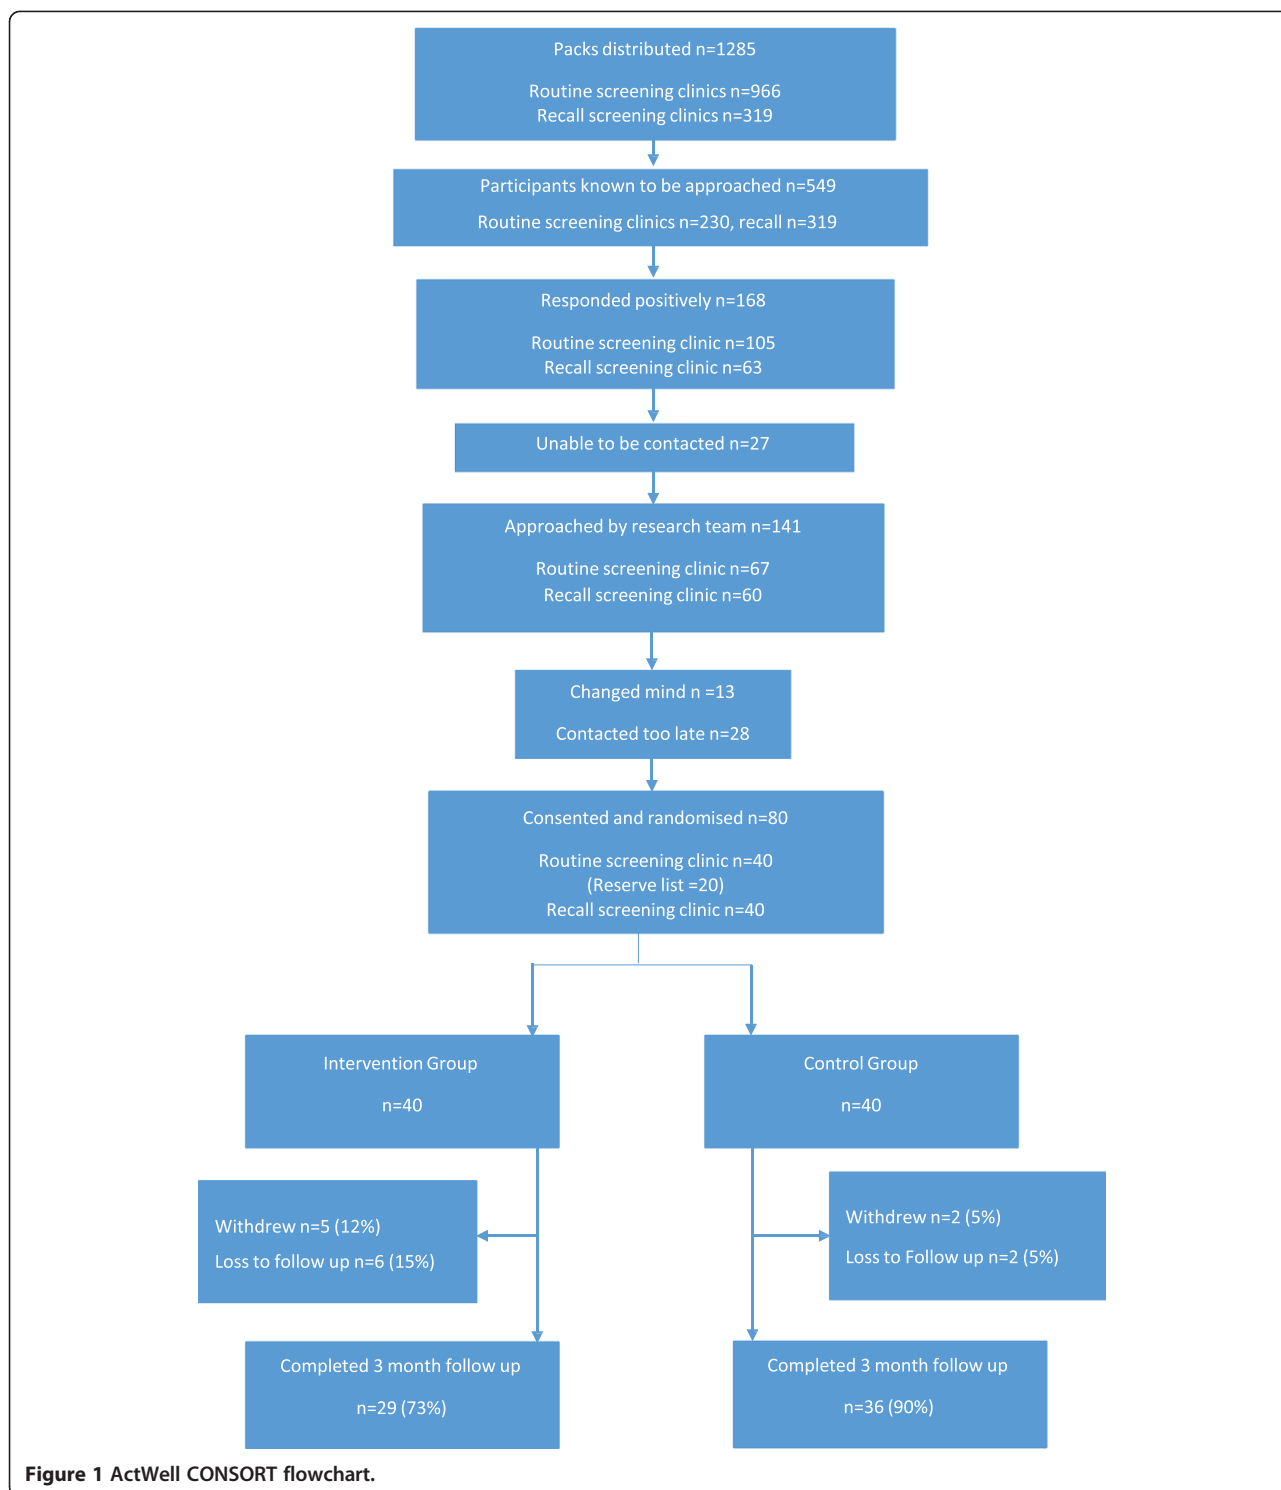 Packs distributed n=1285
Routine screening clinics n=966
Recall screening clinics n=319
Participants known to be approached n=549
Routine screening clinics n=230, recall n=319
Responded positively n=168
Routine screening clinic n=105
Recall screening clinic n=63
Unable to be contacted n=27
Approached by research team n=141
Routine screening clinic n=67
Recall screening clinic n=60
Changed mind n =13
Contacted too late n=28
Consented and randomised n=80
Routine screening clinic n=40
(Reserve list =20)
Recall screening clinic n=40
Intervention Group
n=40
Control Group
n=40
Withdrew n=5 (12%)
Loss to follow up n=6 (15%)
Withdrew n=2 (5%)
Loss to Follow up n=2 (5%)
Completed 3 month follow up
n=29 (73%)
Completed 3 month follow up
n=36 (90%)
Figure 1 ActWell CONSORT flowchart.